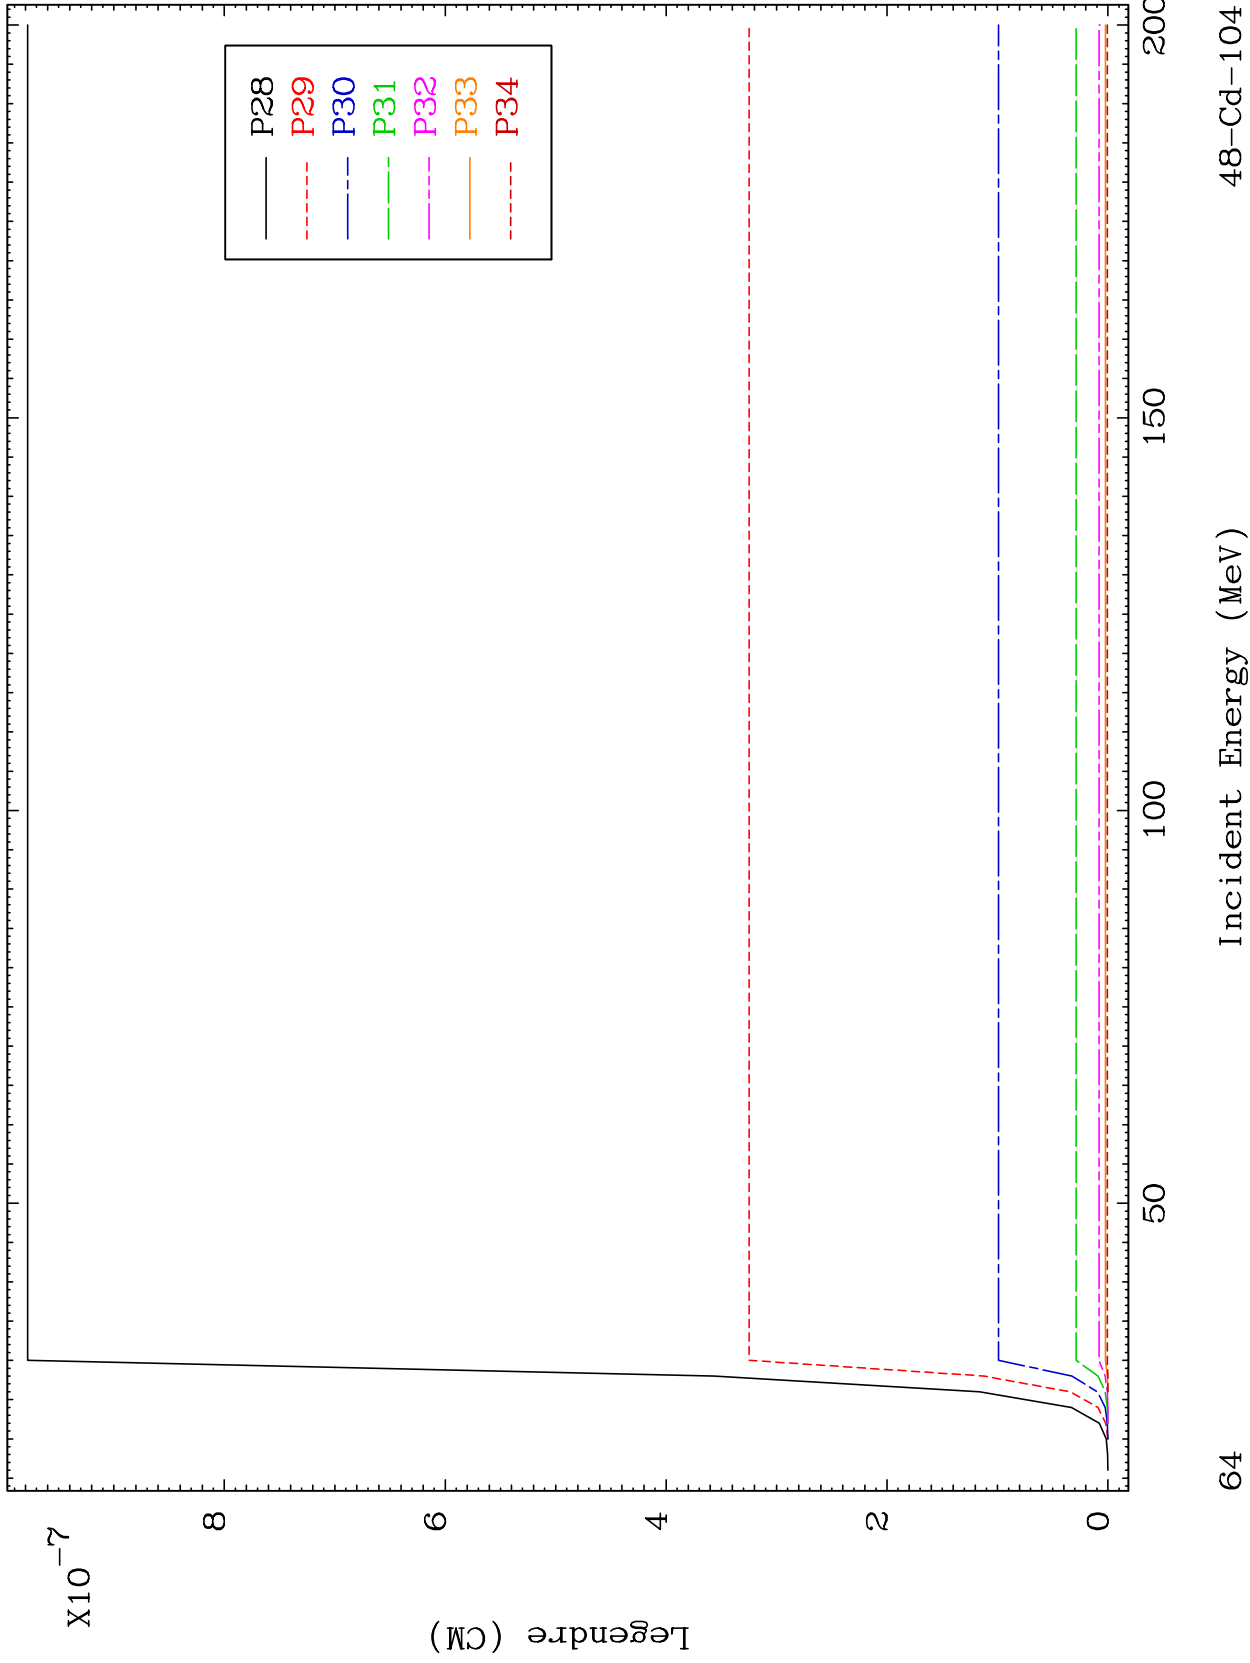 X10-7
8
6
4
2
0
Legendre (CM)
P28
P29
P30
P31
P32
P33
P34
50
100
150
200
Incident Energy (MeV)
64
48-Cd-104